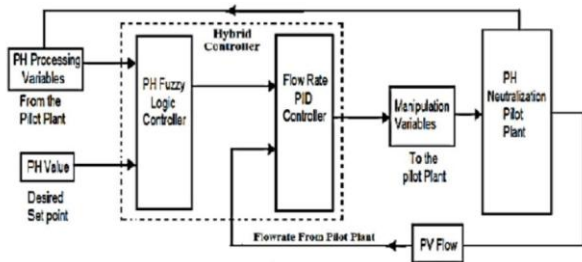 Hybrid
Controller
PH Processing
Variables
From the
Pilot Plant
PH Value
Desired
Set point
PH Fuzzy
Logic
Controller
Flow Rate
PID
Controller
Manipulation
Variables
To the
pilot Plant
PH
Neutralization
Pilot
Plant
Flowrate From Pilot Plant
PV Flow